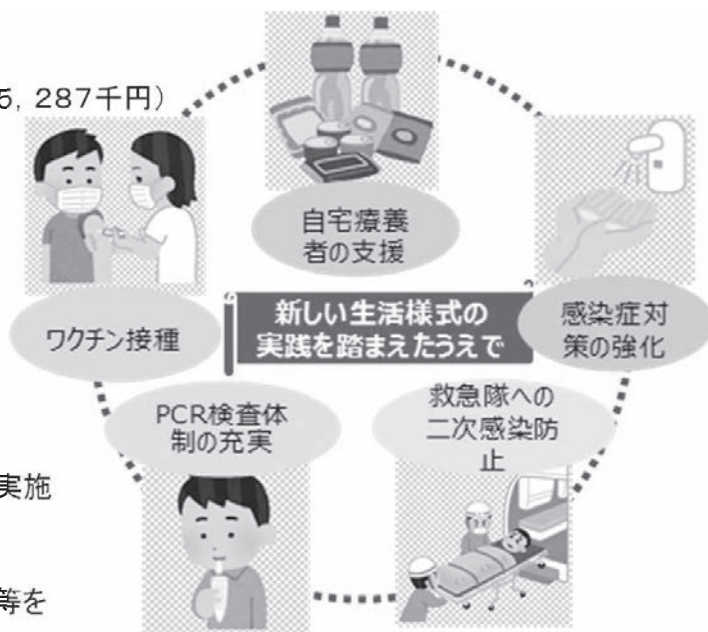 5,287千円）
自宅療養
者の支援
ワクチン接種
新しい生活様式の
実践を踏まえたうえで
感染症対
策の強化
PCR検査体
制の充実
救急隊への
二次感染防
止
実施
等を